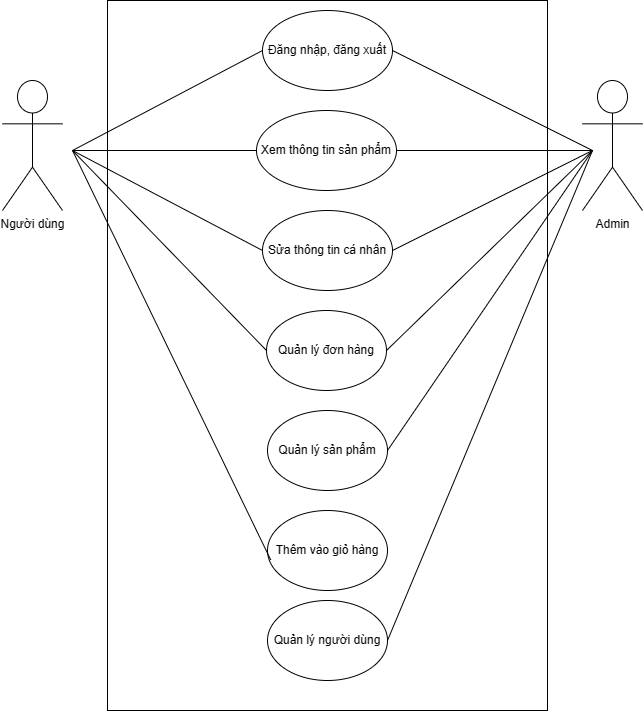 Đăng nhập, đăng xuất
Xem thông tin sản phẩm
Người dùng
Admin
Sửa thông tin cá nhân
Quản lý đơn hàng
Quản lý sản phẩm
Thêm vào giỏ hàng
Quản lý người dùng